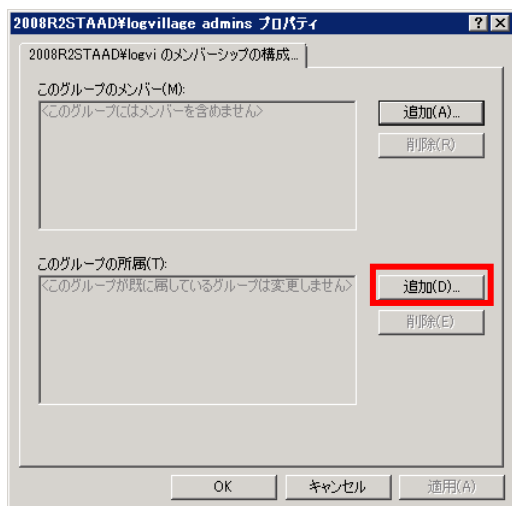 2008R2STAAD¥logvillage admins プロパティ
2008R2STAAD¥logvi のメンバーシップの構成...
このグループのメンバー(M):
<このグループにはメンバーを含めません>
追加(A)...
削除(R)
このグループの所属(T):
<このグループが既に属しているグループは変更しません>
追加(D)...
削除(E)
OK
キャンセル
適用(A)